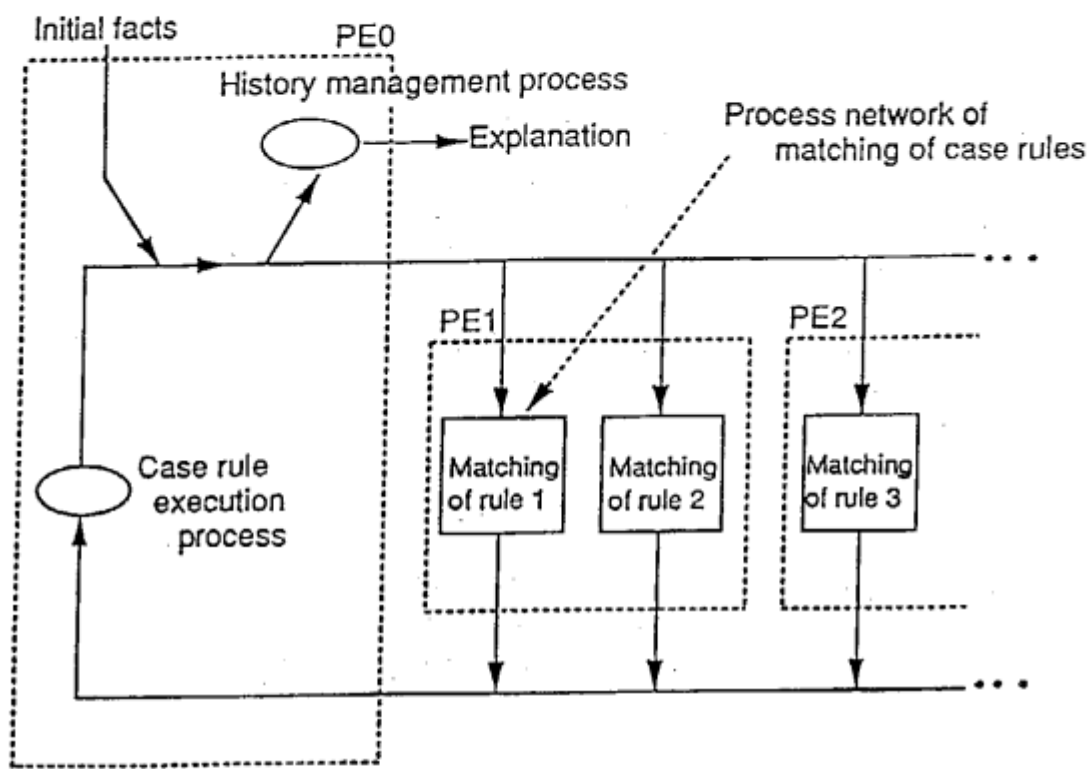 Initial facts
PE0
History management process
Explanation
Process network of
matching of case rules
PE1
PE2
Case rule
execution
process
Matching
of rule 1
Matching
of rule 2
Matching
of rule 3